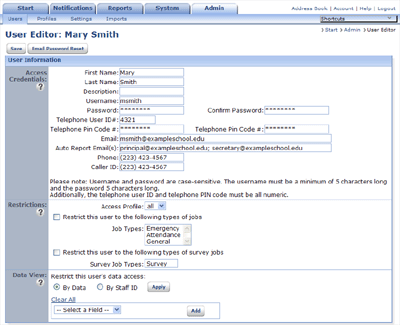 Start Notifications Reports System Admin
Address Book | Account | Help | Logout
Users Profiles Settings Imports
Shortcuts
User Editor: Mary Smith
>Start >Admin >User Editor
Save Email Password Reset
User Information
Access Credentials:
?
First Name: Mary
Last Name: Smith
Description:
Username: msmith
Password: ******** Confirm Password: ********
Telephone User ID#: 4321
Telephone Pin Code #: ******** Telephone Pin Code #: ********
Email: msmith@exampleschool.edu
Auto Report Email(s): principal@exampleschool.edu; secretary@exampleschool.edu
Phone: (223) 423-4567
Caller ID: (223) 423-4567
Please note: Username and password are case-sensitive. The username must be a minimum of 5 characters long
and the password 5 characters long.
Additionally, the telephone user ID and telephone PIN code must be all numeric.
Restrictions:
?
Access Profile: all
Restrict this user to the following types of jobs
Job Types: Emergency
Attendance
General
Restrict this user to the following types of survey jobs
Survey Job Types: Survey
Data View:
?
Restrict this user's data access:
By Data By Staff ID Apply
Clear All
-- Select a Field -- Add